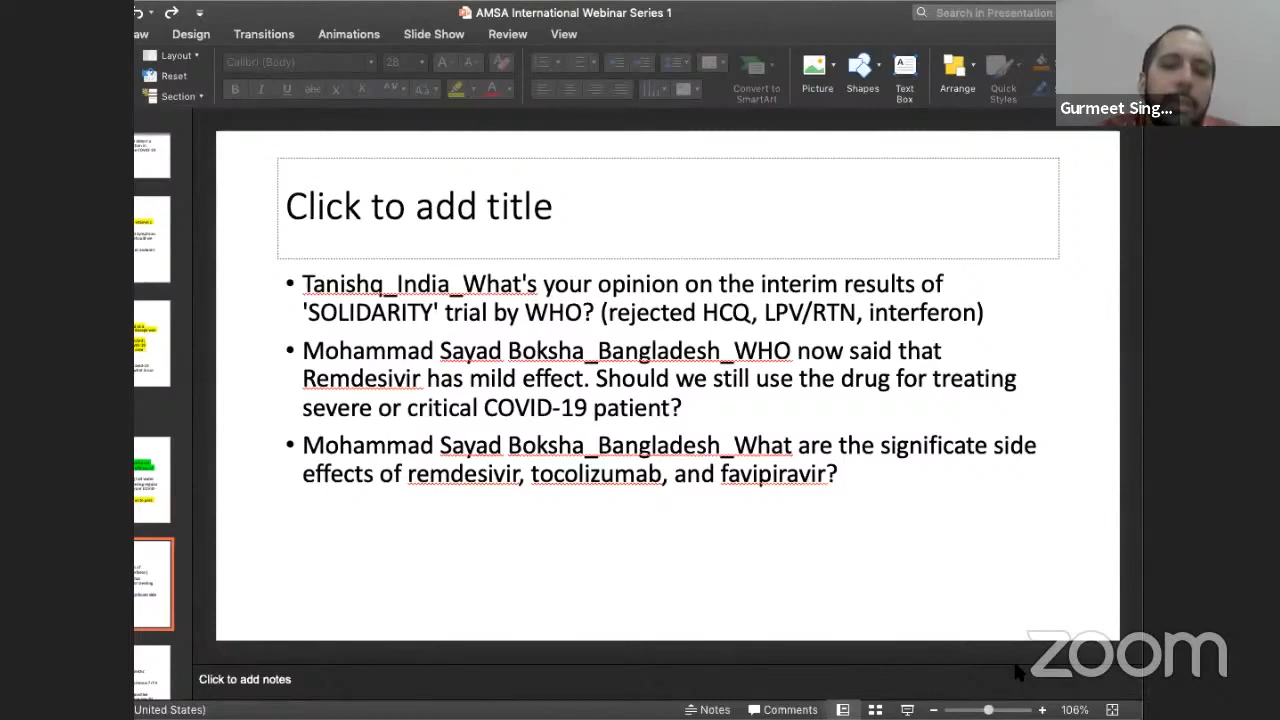 AMSA International Webinar Series 1
Search in Presentation
aw Design Transitions Animations Slide Show Review View
Layout
Reset
Section
Calibri (Body) 28
Convert to SmartArt
Picture Shapes Text Box Arrange Quick Styles
Gurmeet Sing...
Click to add title
• Tanishq_India_What's your opinion on the interim results of
'SOLIDARITY' trial by WHO? (rejected HCQ, LPV/RTN, interferon)
• Mohammad Sayad Boksha_Bangladesh_WHO now said that
Remdesivir has mild effect. Should we still use the drug for treating
severe or critical COVID-19 patient?
• Mohammad Sayad Boksha_Bangladesh_What are the significate side
effects of remdesivir, tocolizumab, and favipiravir?
zoom
Click to add notes
United States) Notes Comments 106%